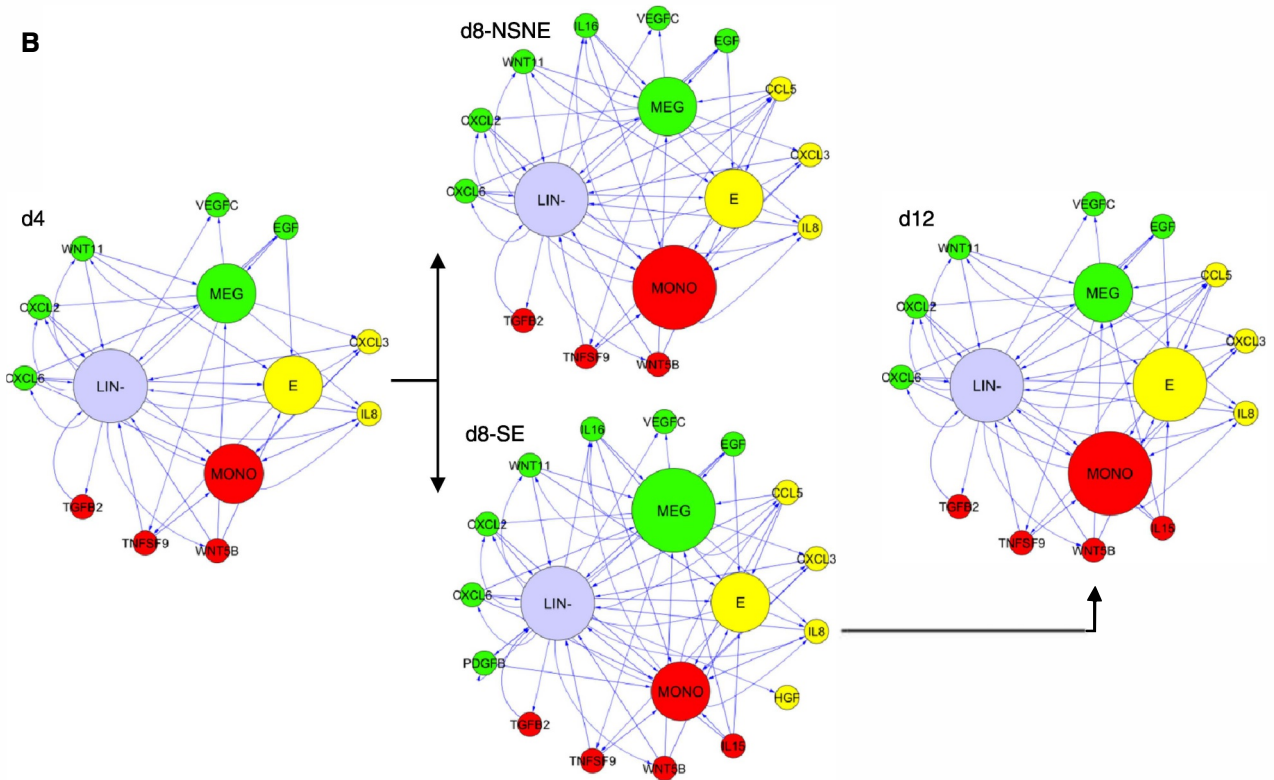 B
d4
VEGFC
EGF
WNT11
MEG
CXCL2
CXCL3
CXCL6
LIN-
E
IL8
MONO
TGFB2
TNFSF9
WNT5B
d8-NSNE
IL16
VEGFC
EGF
WNT11
CCL5
MEG
CXCL2
CXCL3
CXCL6
LIN-
E
IL8
MONO
TGFB2
TNFSF9
WNT5B
d8-SE
IL16
VEGFC
EGF
WNT11
CCL5
MEG
CXCL2
CXCL3
CXCL6
LIN-
E
IL8
PDGFB
MONO
HGF
TGFB2
IL15
TNFSF9
WNT5B
d12
VEGFC
EGF
WNT11
CCL5
MEG
CXCL2
CXCL3
CXCL6
LIN-
E
IL8
MONO
TGFB2
IL15
TNFSF9
WNT5B